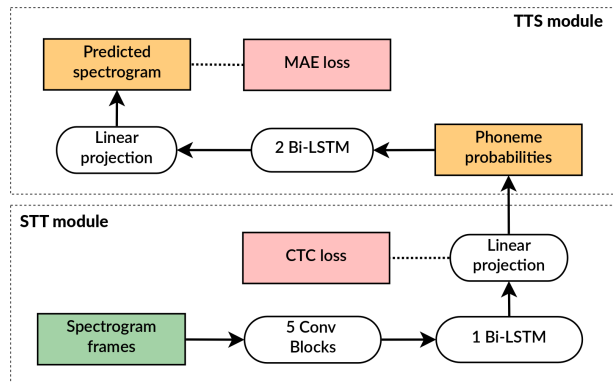 TTS module
Predicted
spectrogram
MAE loss
Linear
projection
2 Bi-LSTM
Phoneme
probabilities
STT module
CTC loss
Linear
projection
Spectrogram
frames
5 Conv
Blocks
1 Bi-LSTM